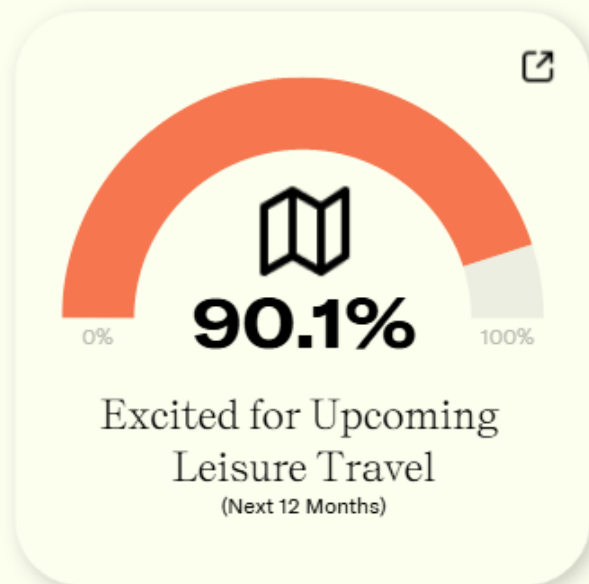 90.1%
0%
100%
Excited for Upcoming
Leisure Travel
(Next 12 Months)